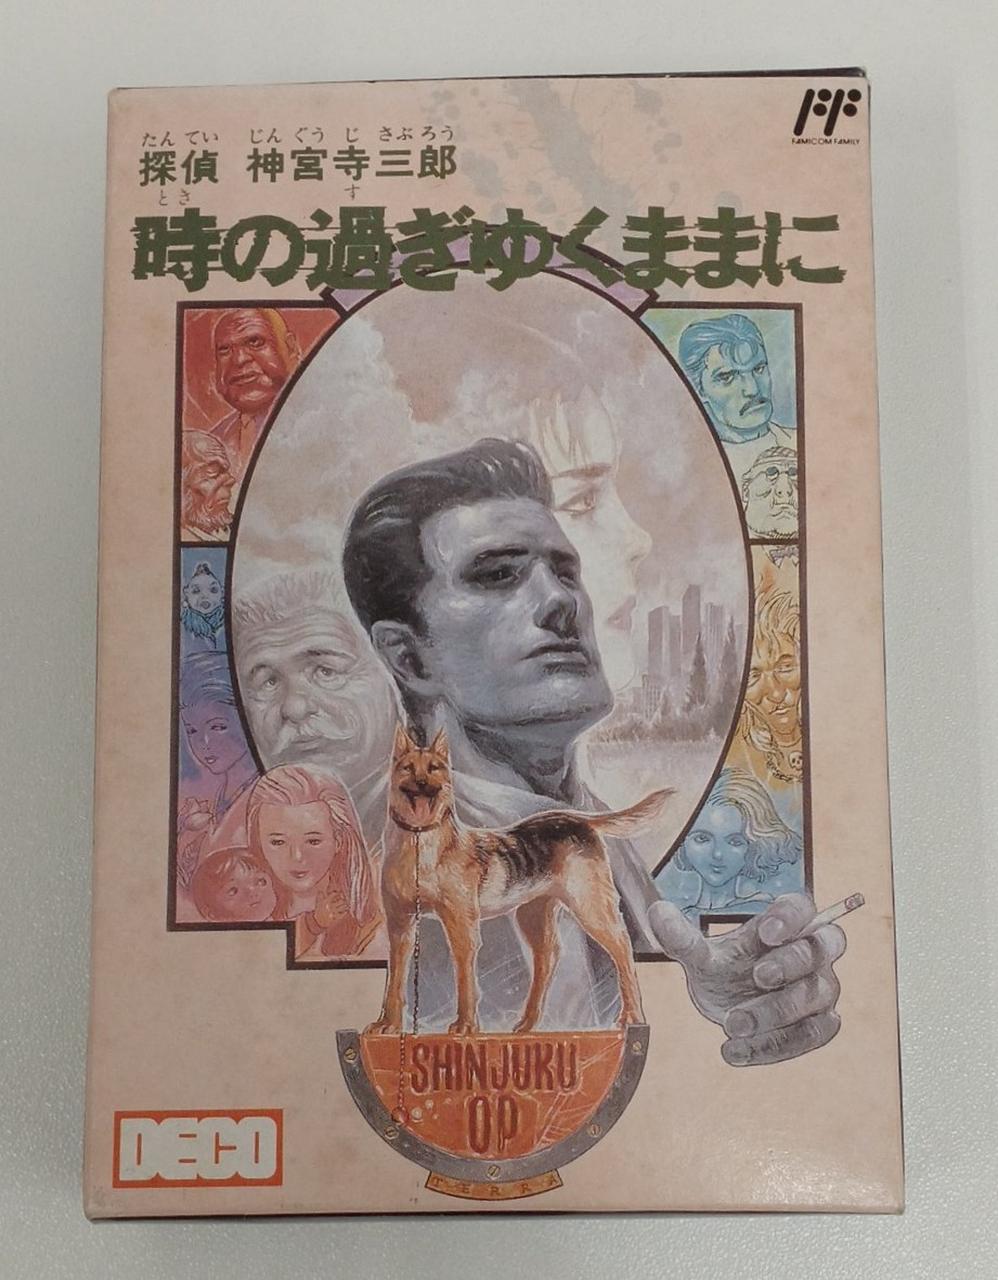 たんてい じんぐうじさぶろう
探偵 神宮寺三郎
とき す
時の過ぎゆくままに
FF
FAMICOM FAMILY
SHINJUKU
OP
TERRA
DECO